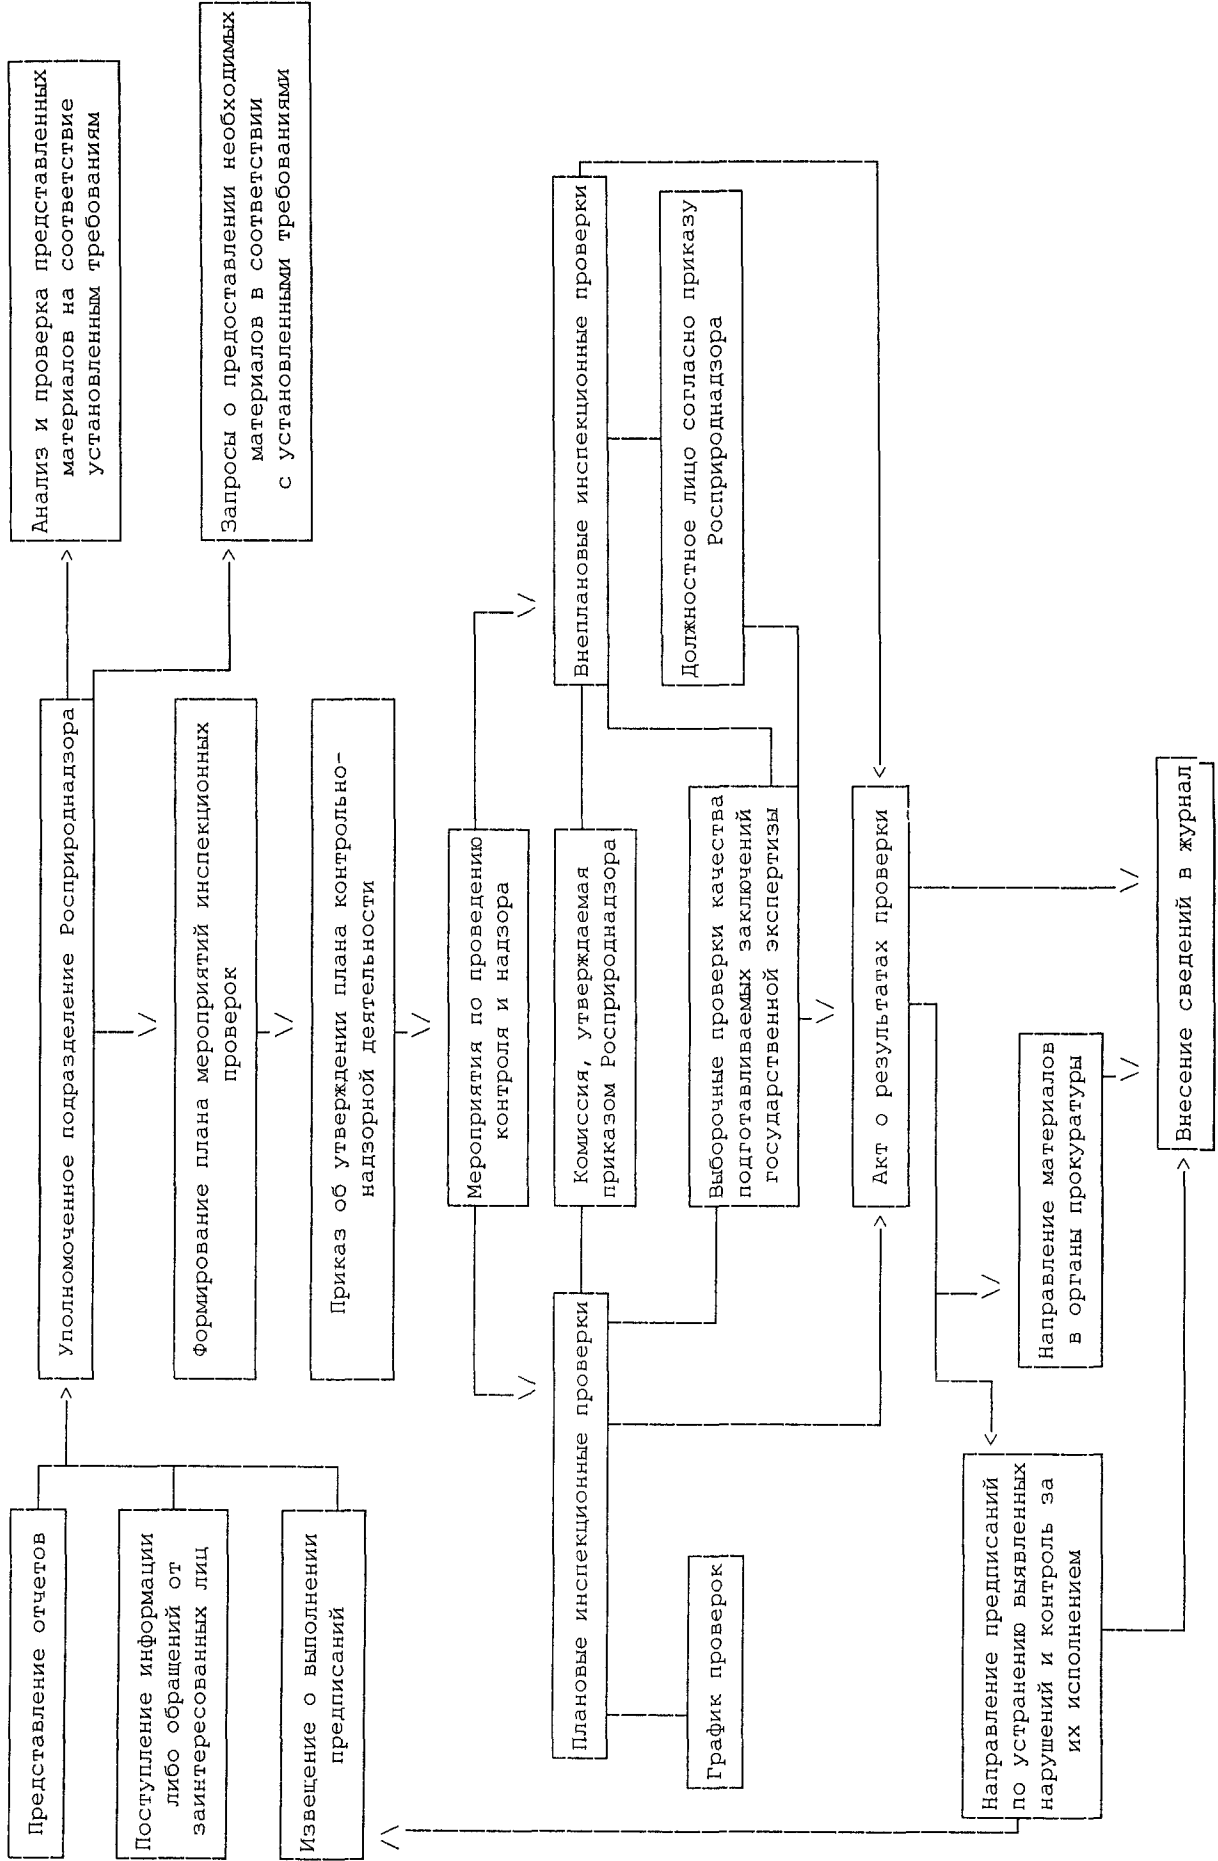 Представление отчетов
Поступление информации
либо обращений от
заинтересованных лиц
Извещение о выполнении
предписаний
Уполномоченное подразделение Росприроднадзора
Анализ и проверка представленных
материалов на соответствие
установленным требованиям
Запросы о предоставлении необходимых
материалов в соответствии
с установленными требованиями
Формирование плана мероприятий инспекционных
проверок
Приказ об утверждении плана контрольно-
надзорной деятельности
Мероприятия по проведению
контроля и надзора
Плановые инспекционные проверки
Комиссия, утверждаемая
приказом Росприроднадзора
Внеплановые инспекционные проверки
График проверок
Выборочные проверки качества
подготавливаемых заключений
государственной экспертизы
Должностное лицо согласно приказу
Росприроднадзора
Акт о результатах проверки
Направление предписаний
по устранению выявленных
нарушений и контроль за
их исполнением
Направление материалов
в органы прокуратуры
Внесение сведений в журнал